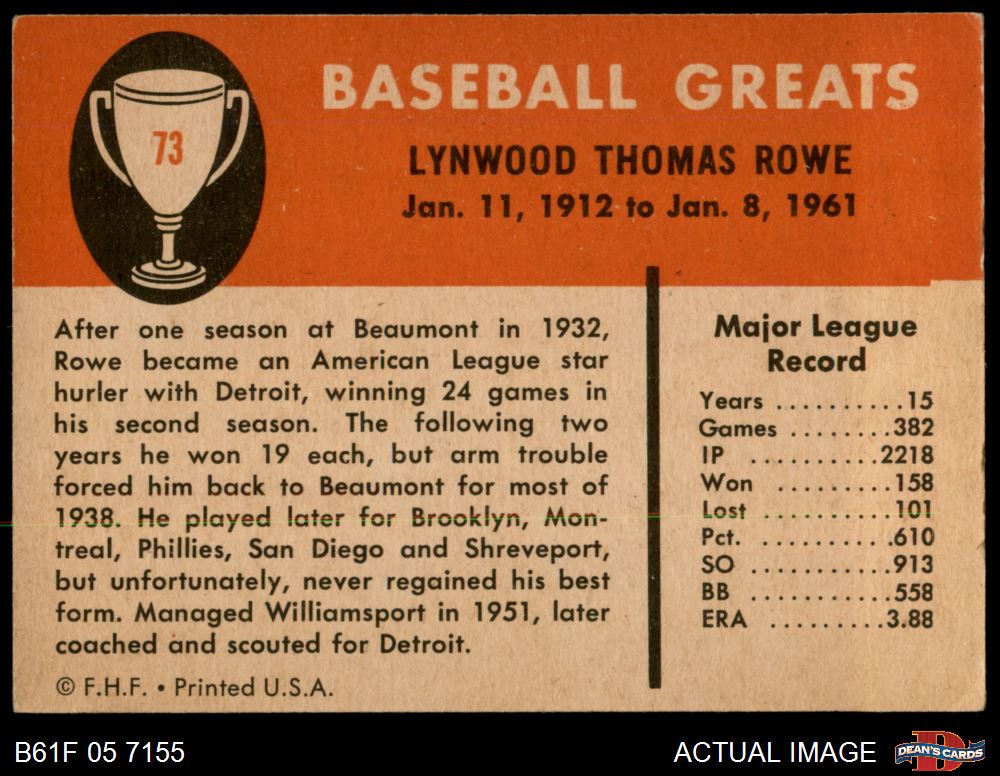 73
BASEBALL GREATS
LYNWOOD THOMAS ROWE
Jan. 11, 1912 to Jan. 8, 1961
After one season at Beaumont in 1932,
Rowe became an American League star
hurler with Detroit, winning 24 games in
his second season. The following two
years he won 19 each, but arm trouble
forced him back to Beaumont for most of
1938. He played later for Brooklyn, Mon-
treal, Phillies, San Diego and Shreveport,
but unfortunately, never regained his best
form. Managed Williamsport in 1951, later
coached and scouted for Detroit.
© F.H.F. • Printed U.S.A.
Major League
Record
Years ..........15
Games ........382
IP ..........2218
Won .........158
Lost ..........101
Pct. ..........610
SO ..........913
BB ..........558
ERA .........3.88
B61F 05 7155
ACTUAL IMAGE
D
DEAN'S CARDS